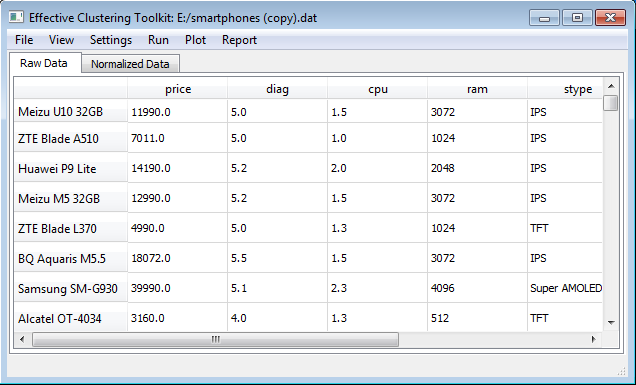 Effective Clustering Toolkit: E:/smartphones (copy).dat
File View Settings Run Plot Report
Raw Data Normalized Data
price diag cpu ram stype
Meizu U10 32GB 11990.0 5.0 1.5 3072 IPS
ZTE Blade A510 7011.0 5.0 1.0 1024 IPS
Huawei P9 Lite 14190.0 5.2 2.0 2048 IPS
Meizu M5 32GB 12990.0 5.2 1.5 3072 IPS
ZTE Blade L370 4990.0 5.0 1.3 1024 TFT
BQ Aquaris M5.5 18072.0 5.5 1.5 3072 IPS
Samsung SM-G930 39990.0 5.1 2.3 4096 Super AMOLED
Alcatel OT-4034 3160.0 4.0 1.3 512 TFT